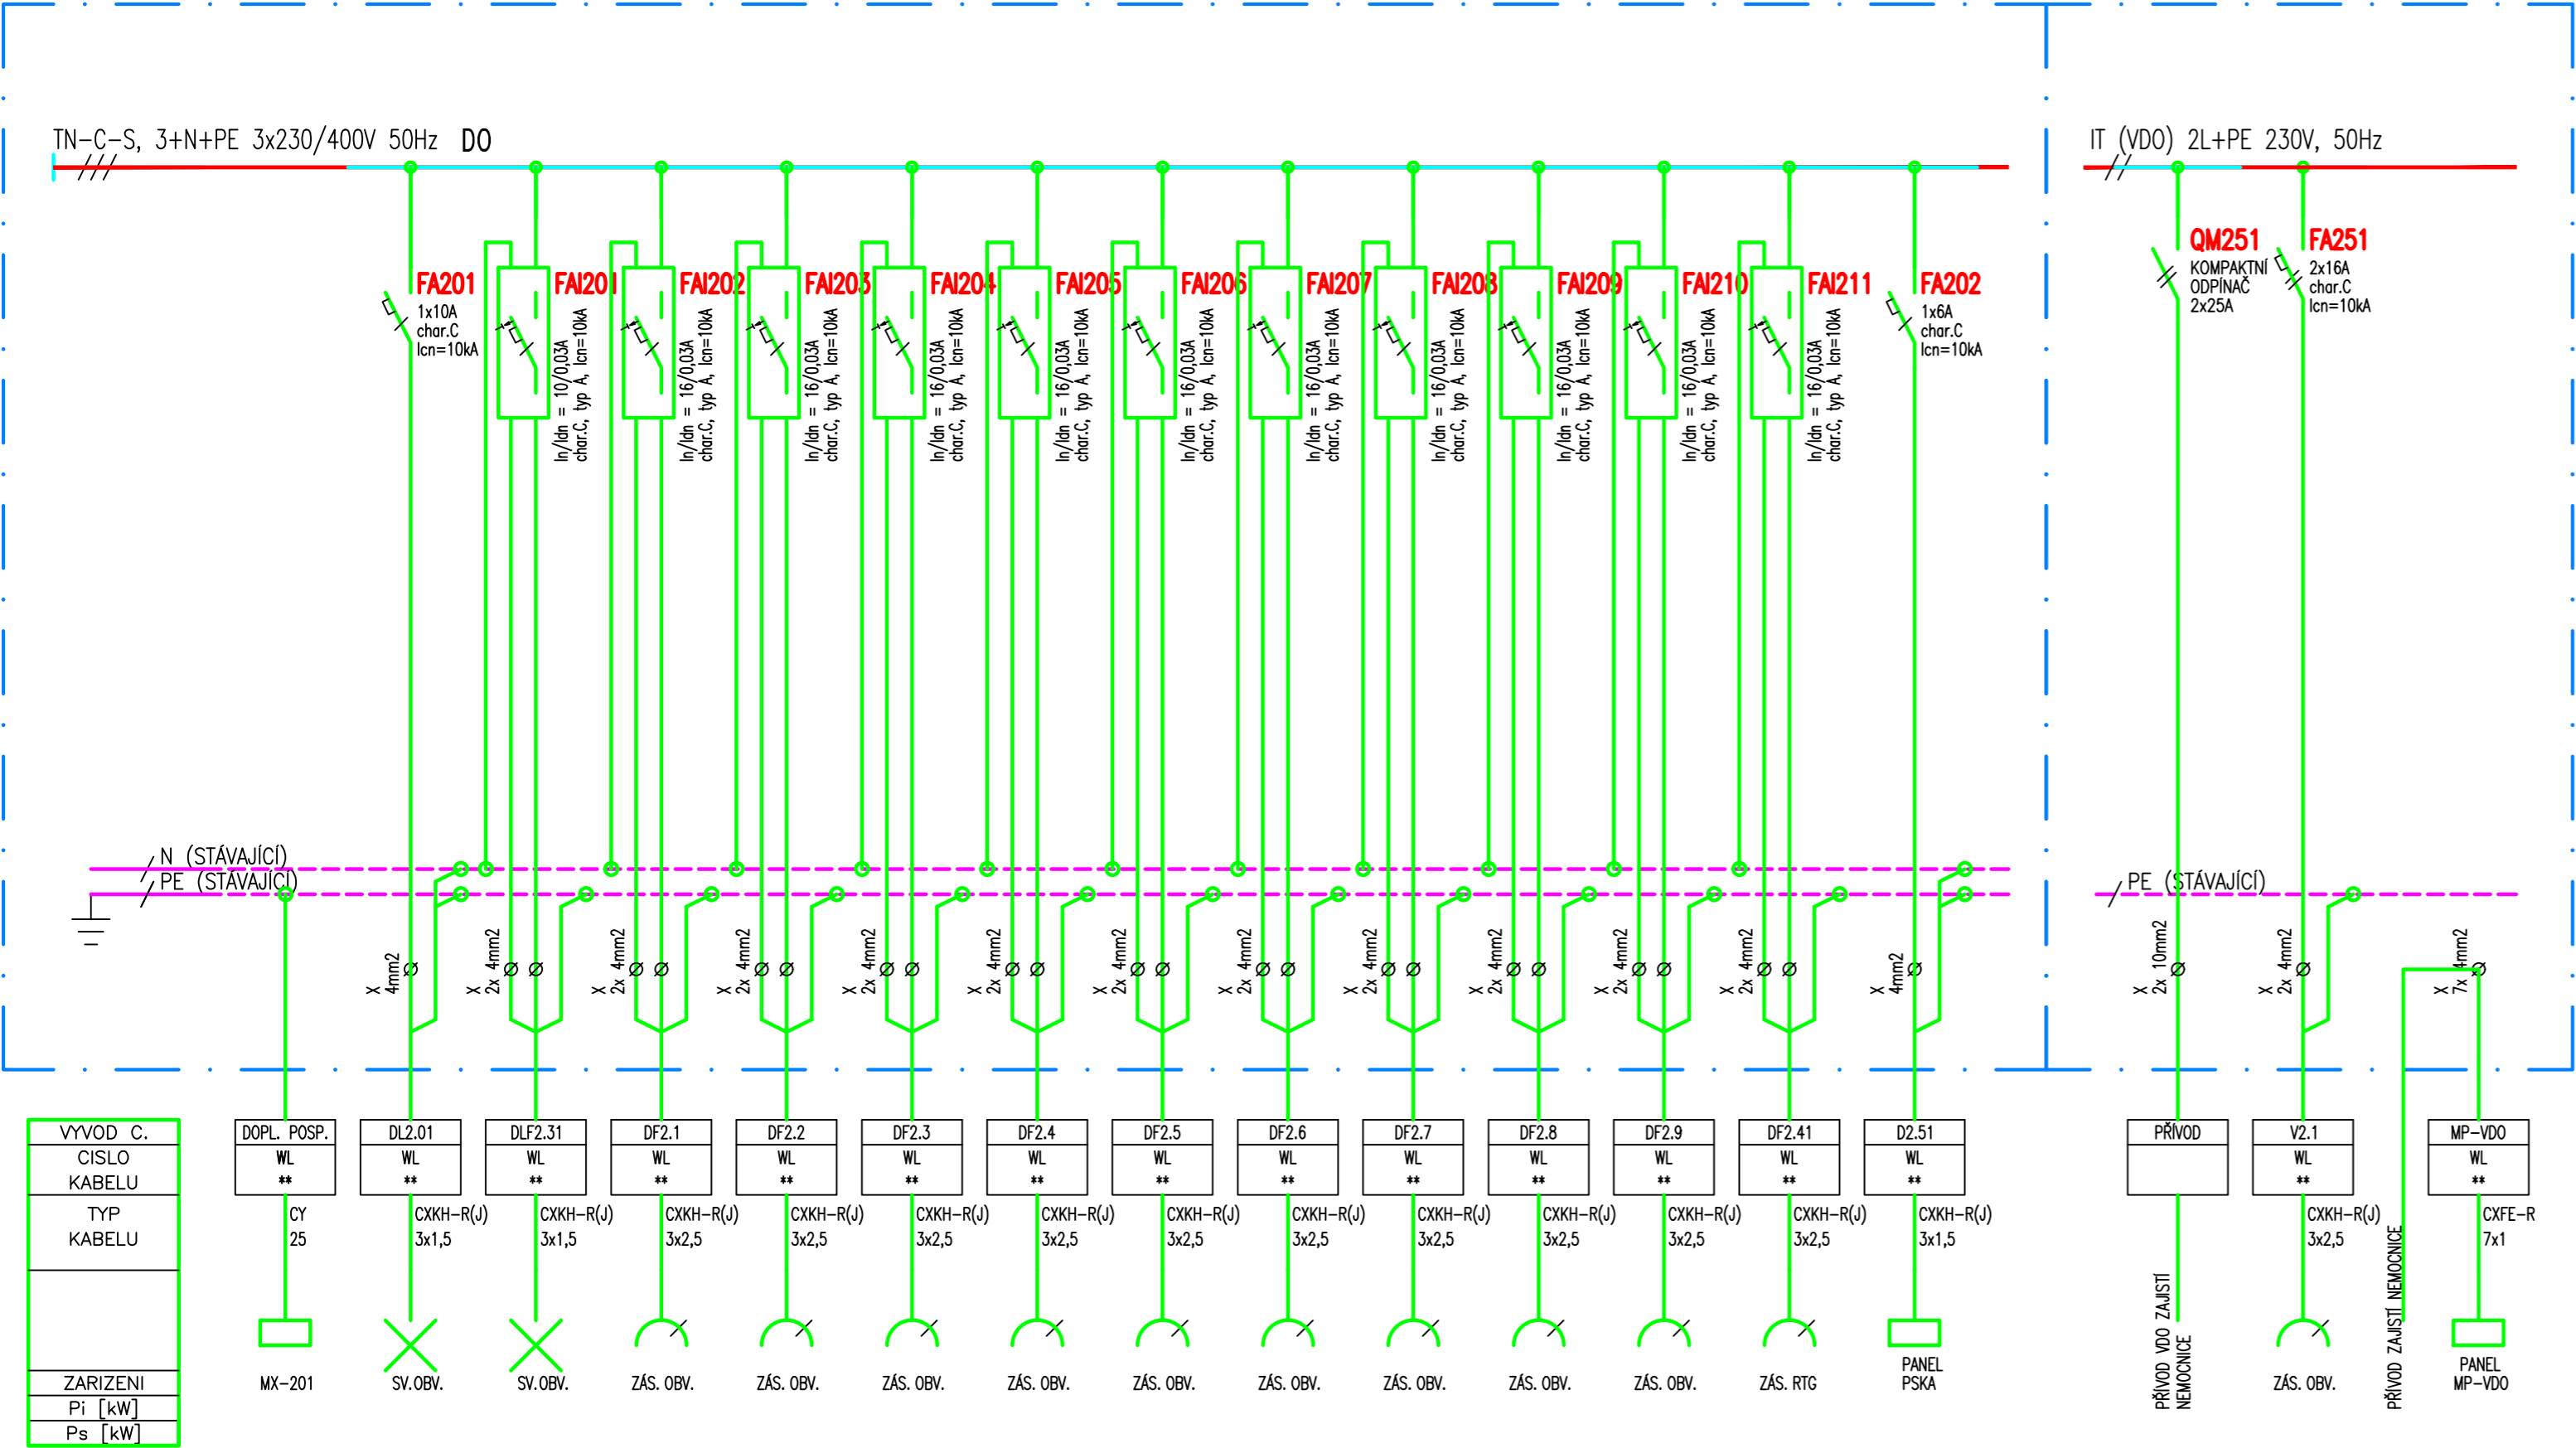 TN-C-S, 3+N+PE 3x230/400V 50Hz DO
IT (VDO) 2L+PE 230V, 50Hz
FA201
1x10A
char.C
Icn=10kA
FAI201
In/Idn = 10/0,03A
char.C, typ A, Icn=10kA
FAI202
In/Idn = 16/0,03A
char.C, typ A, Icn=10kA
FAI203
In/Idn = 16/0,03A
char.C, typ A, Icn=10kA
FAI204
In/Idn = 16/0,03A
char.C, typ A, Icn=10kA
FAI205
In/Idn = 16/0,03A
char.C, typ A, Icn=10kA
FAI206
In/Idn = 16/0,03A
char.C, typ A, Icn=10kA
FAI207
In/Idn = 16/0,03A
char.C, typ A, Icn=10kA
FAI208
In/Idn = 16/0,03A
char.C, typ A, Icn=10kA
FAI209
In/Idn = 16/0,03A
char.C, typ A, Icn=10kA
FAI210
In/Idn = 16/0,03A
char.C, typ A, Icn=10kA
FAI211
In/Idn = 16/0,03A
char.C, typ A, Icn=10kA
FA202
1x6A
char.C
Icn=10kA
QM251
KOMPAKTNÍ
ODPÍNAČ
2x25A
FA251
2x16A
char.C
Icn=10kA
N (STÁVAJÍCÍ)
PE (STÁVAJÍCÍ)
PE (STÁVAJÍCÍ)
X
4mm2
X
2x 4mm2
X
2x 4mm2
X
2x 4mm2
X
2x 4mm2
X
2x 4mm2
X
2x 4mm2
X
2x 4mm2
X
2x 4mm2
X
2x 4mm2
X
2x 4mm2
X
2x 4mm2
X
4mm2
X
2x 10mm2
X
2x 4mm2
X
7x 4mm2
VYVOD C.
CISLO
KABELU
TYP
KABELU
ZARIZENI
Pi [kW]
Ps [kW]
DOPL. POSP.
WL
**
CY
25
MX-201
DL2.01
WL
**
CXKH-R(J)
3x1,5
SV.OBV.
DLF2.31
WL
**
CXKH-R(J)
3x1,5
SV.OBV.
DF2.1
WL
**
CXKH-R(J)
3x2,5
ZÁS. OBV.
DF2.2
WL
**
CXKH-R(J)
3x2,5
ZÁS. OBV.
DF2.3
WL
**
CXKH-R(J)
3x2,5
ZÁS. OBV.
DF2.4
WL
**
CXKH-R(J)
3x2,5
ZÁS. OBV.
DF2.5
WL
**
CXKH-R(J)
3x2,5
ZÁS. OBV.
DF2.6
WL
**
CXKH-R(J)
3x2,5
ZÁS. OBV.
DF2.7
WL
**
CXKH-R(J)
3x2,5
ZÁS. OBV.
DF2.8
WL
**
CXKH-R(J)
3x2,5
ZÁS. OBV.
DF2.9
WL
**
CXKH-R(J)
3x2,5
ZÁS. OBV.
DF2.41
WL
**
CXKH-R(J)
3x2,5
ZÁS. RTG
D2.51
WL
**
CXKH-R(J)
3x1,5
PANEL
PSKA
PŘÍVOD
PŘÍVOD VDO ZAJISTÍ
NEMOCNICE
V2.1
WL
**
CXKH-R(J)
3x2,5
ZÁS. OBV.
PŘÍVOD ZAJISTÍ NEMOCNICE
MP-VDO
WL
**
CXFE-R
7x1
PANEL
MP-VDO